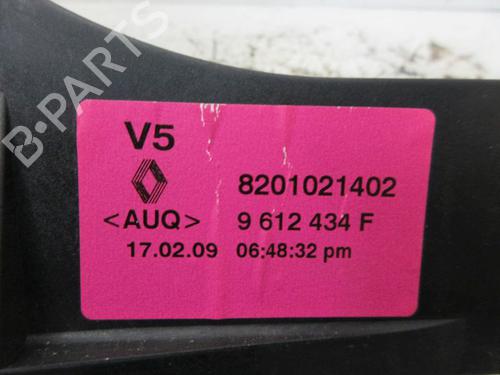 V5
8201021402
<AUQ> 9 612 434 F
17.02.09 06:48:32 pm
B-PARTS